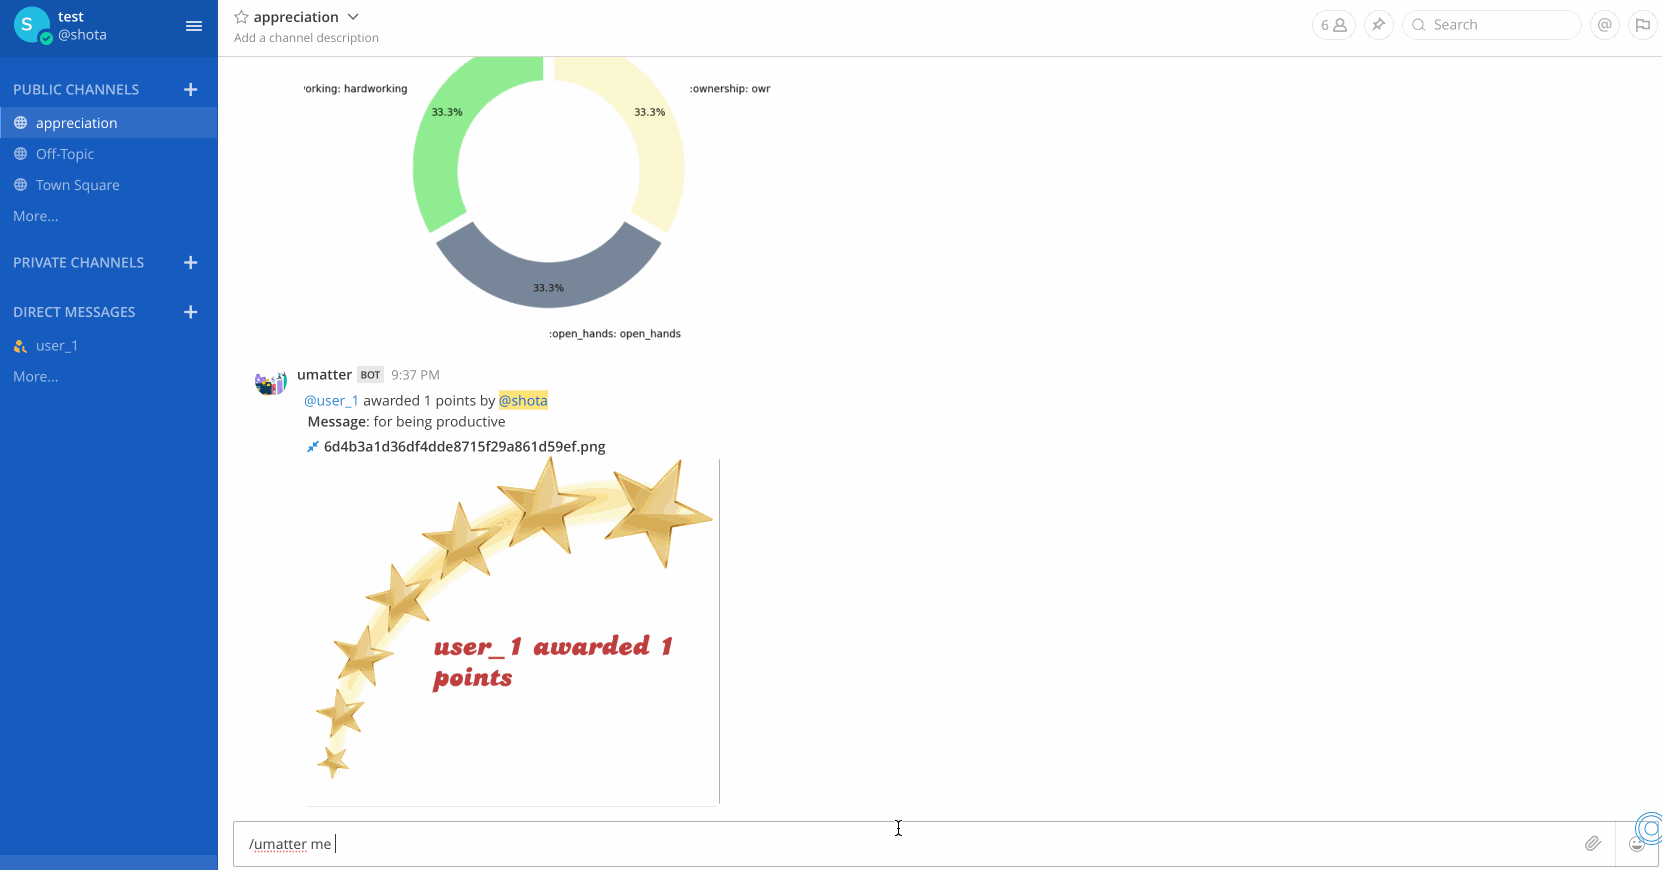 S
test
@shota
PUBLIC CHANNELS
appreciation
Off-Topic
Town Square
More...
PRIVATE CHANNELS
DIRECT MESSAGES
user_1
More...
appreciation
Add a channel description
6
Search
@
orking: hardworking
:ownership: owr
33.3%
33.3%
33.3%
:open_hands: open_hands
umatter BOT 9:37 PM
@user_1 awarded 1 points by @shota
Message: for being productive
6d4b3a1d36df4dde8715f29a861d59ef.png
user_1 awarded 1
points
/umatter me